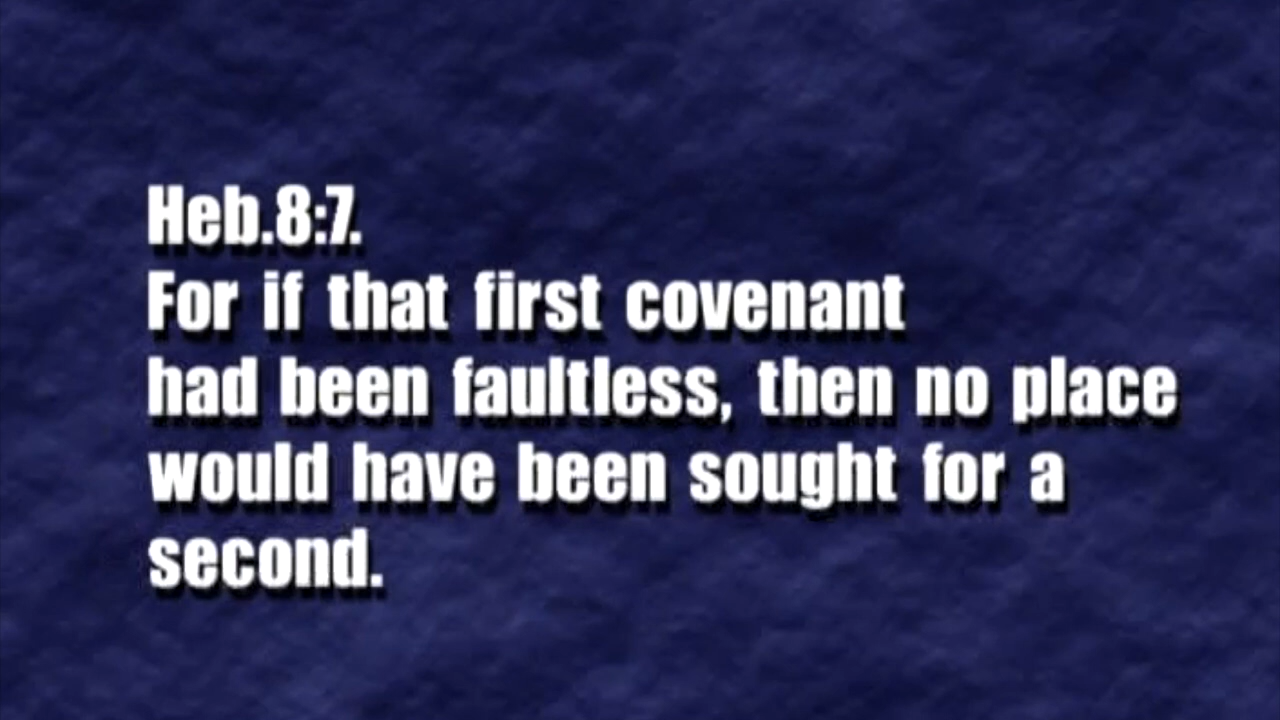 Heb.8:7.
For if that first covenant
had been faultless, then no place
would have been sought for a
second.